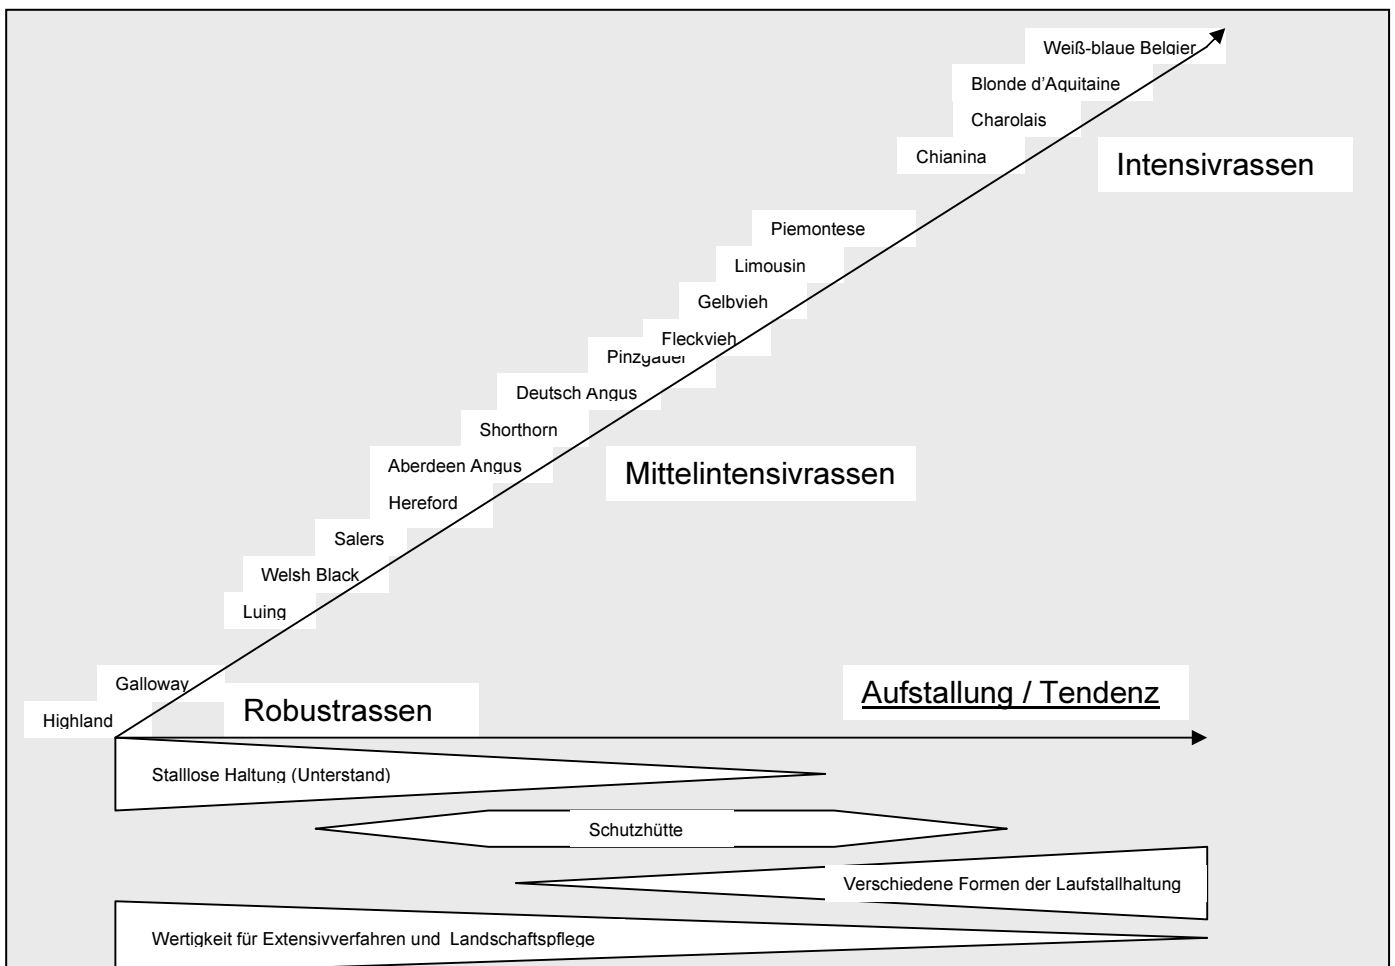 Weiß-blaue Belgier
Blonde d'Aquitaine
Charolais
Chianina
Intensivrassen
Piemontese
Limousin
Gelbvieh
Fleckvieh
Pinzgauer
Deutsch Angus
Shorthorn
Aberdeen Angus
Mittelintensivrassen
Hereford
Salers
Welsh Black
Luing
Galloway
Highland
Robustrassen
Aufstallung / Tendenz
Stalllose Haltung (Unterstand)
Schutzhütte
Verschiedene Formen der Laufstallhaltung
Wertigkeit für Extensivverfahren und Landschaftspflege